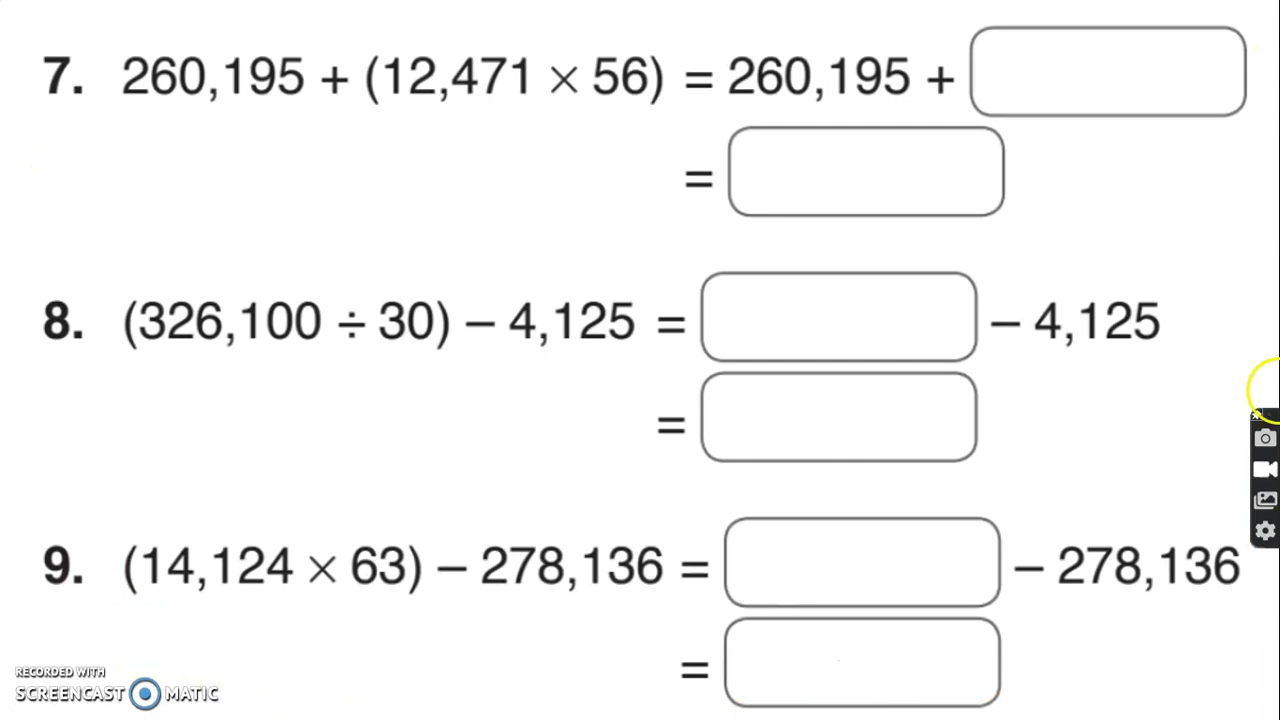 7. 260,195 + (12,471 × 56) = 260,195 +
=
8. (326,100 ÷ 30) – 4,125 = – 4,125
=
9. (14,124 × 63) – 278,136 = – 278,136
=
RECORDED WITH
SCREENCAST MATIC